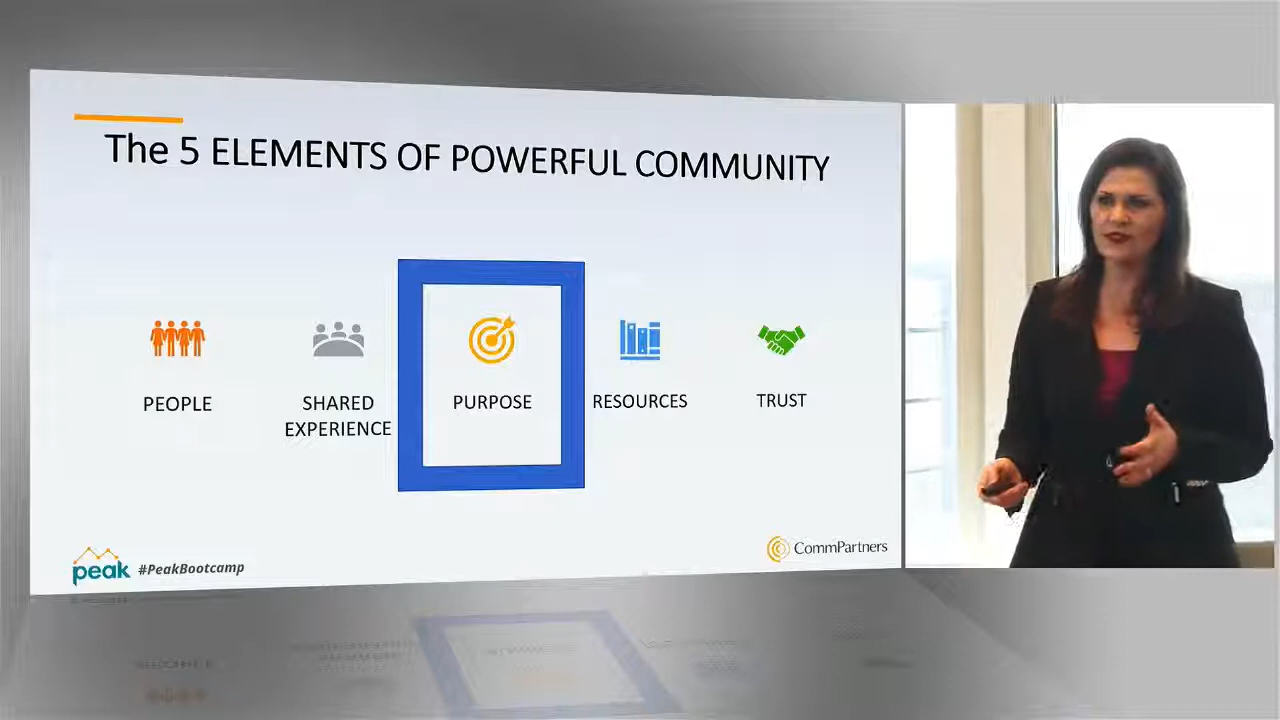 The 5 ELEMENTS OF POWERFUL COMMUNITY
PEOPLE
SHARED
EXPERIENCE
PURPOSE
RESOURCES
TRUST
peak #PeakBootcamp
CommPartners